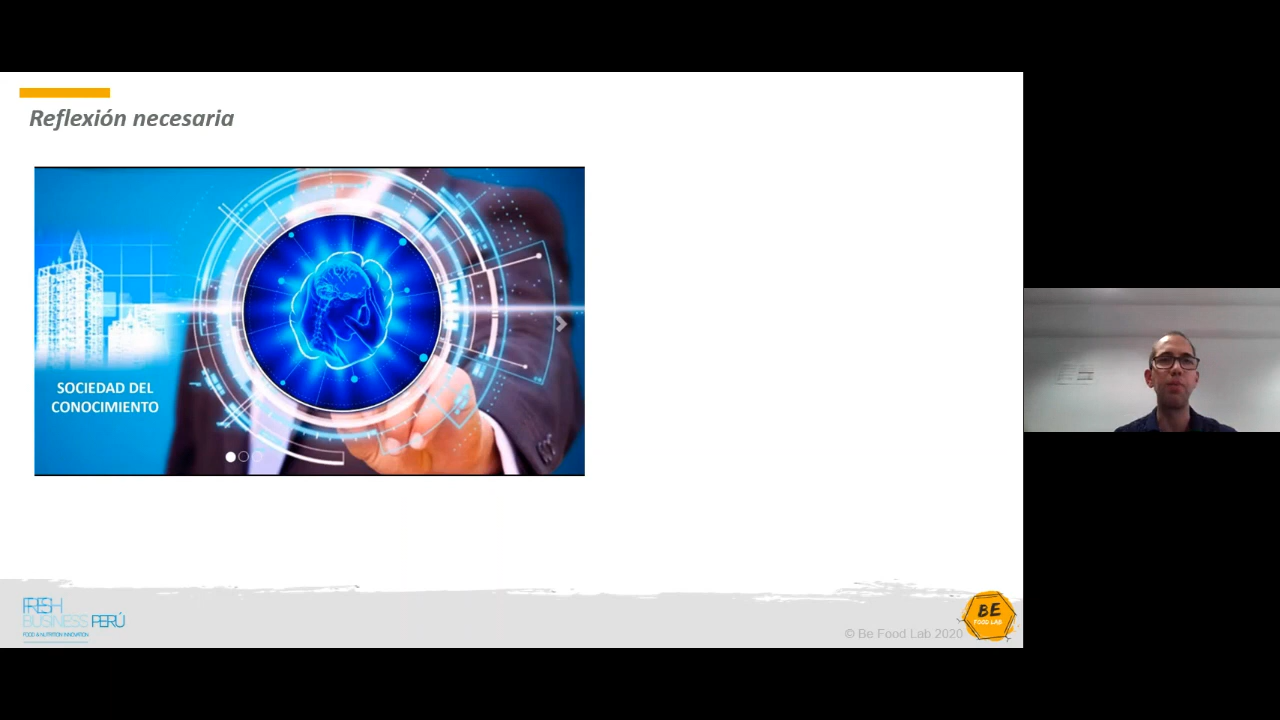 Reflexión necesaria
SOCIEDAD DEL
CONOCIMIENTO
FRESH
BUSINESS PERÚ
FOOD & NUTRITION INNOVATION
© Be Food Lab 2020
BE
FOOD LAB